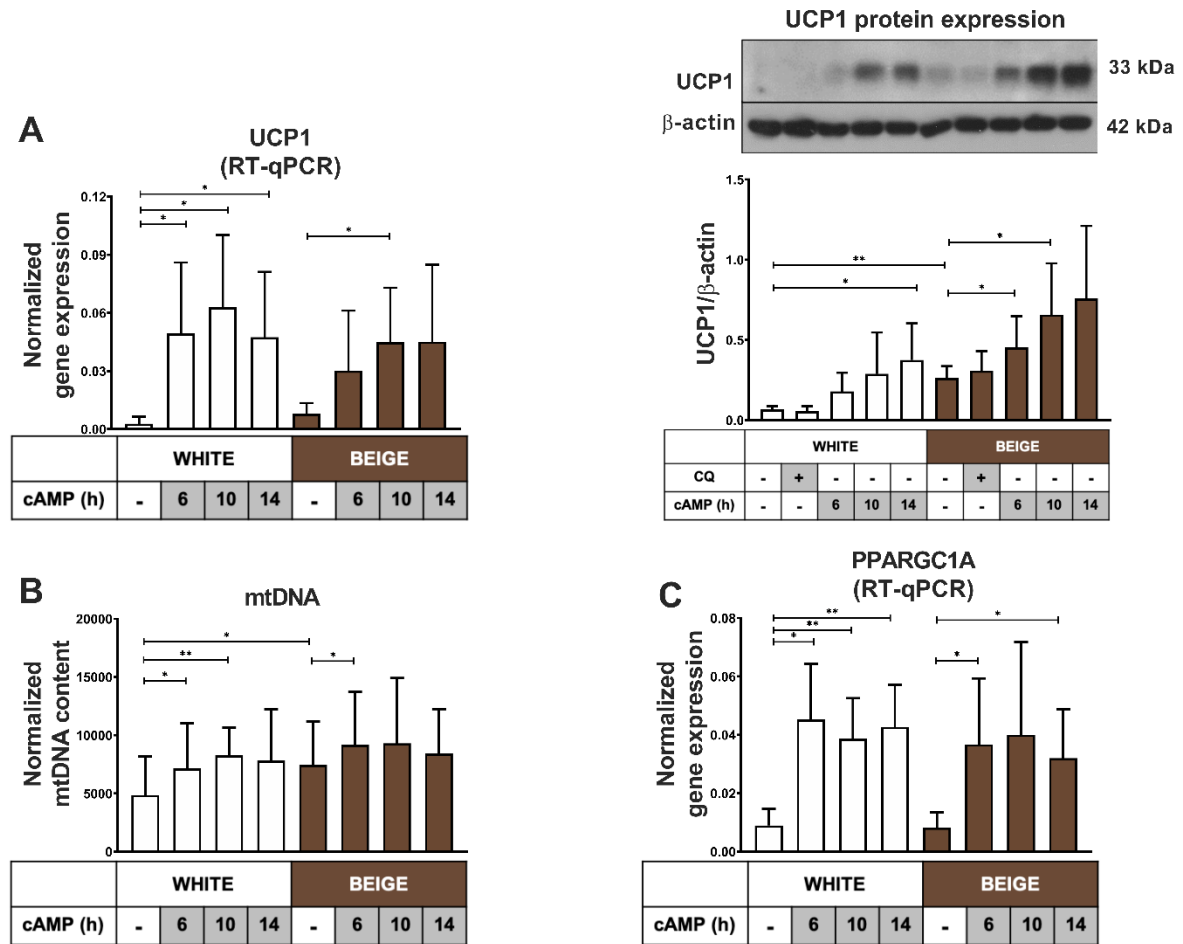 UCP1 protein expression
UCP1
33 kDa
β-actin
42 kDa
A
UCP1
(RT-qPCR)
Normalized
gene expression
0.12
0.09
0.06
0.03
0.00
*
*
*
*
WHITE
BEIGE
cAMP (h)
-
6
10
14
-
6
10
14
UCP1/β-actin
1.5
1.0
0.5
0.0
*
**
*
*
WHITE
BEIGE
CQ
-
+
-
-
-
-
+
-
-
-
cAMP (h)
-
-
6
10
14
-
-
6
10
14
B
mtDNA
Normalized
mtDNA content
20000
15000
10000
5000
0
*
**
*
*
WHITE
BEIGE
cAMP (h)
-
6
10
14
-
6
10
14
C
PPARGC1A
(RT-qPCR)
Normalized
gene expression
0.08
0.06
0.04
0.02
0.00
**
**
*
*
*
WHITE
BEIGE
cAMP (h)
-
6
10
14
-
6
10
14